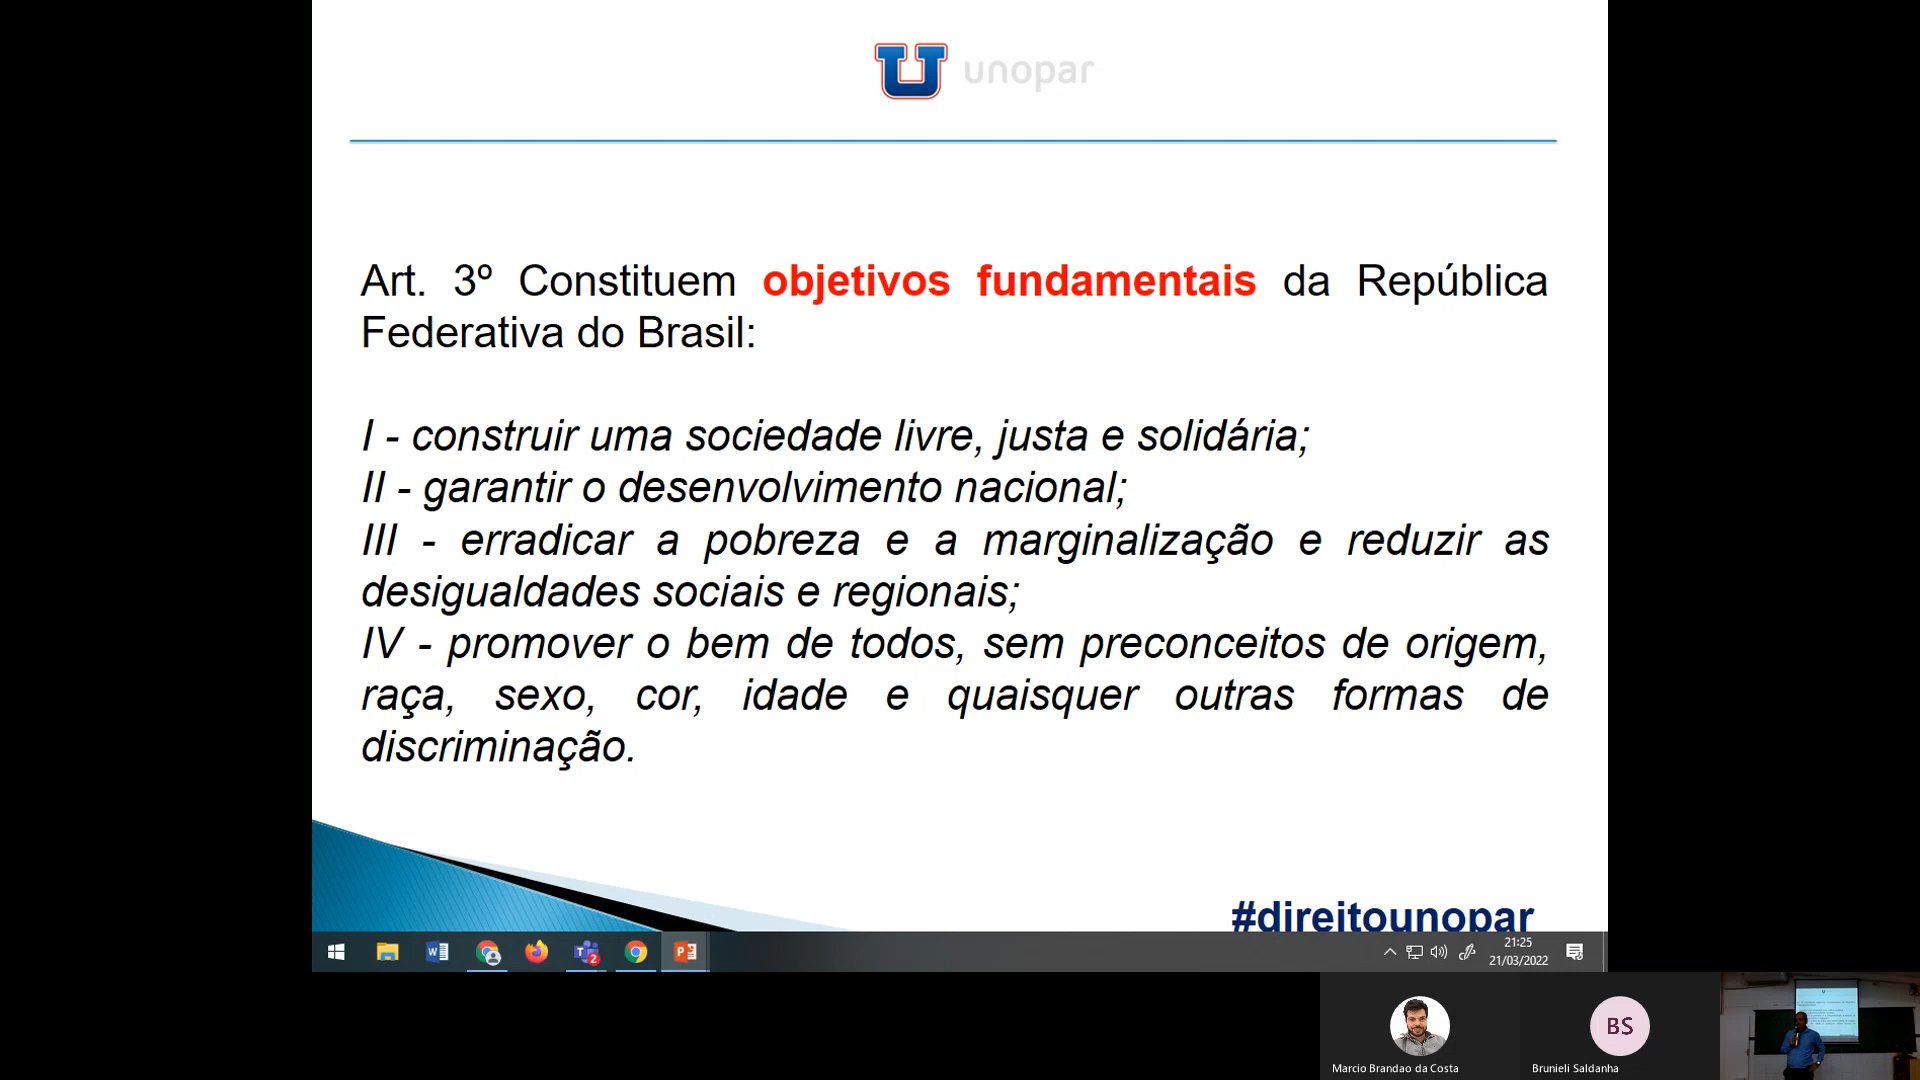 unopar
Art. 3º Constituem objetivos fundamentais da República
Federativa do Brasil:
I - construir uma sociedade livre, justa e solidária;
II - garantir o desenvolvimento nacional;
III - erradicar a pobreza e a marginalização e reduzir as
desigualdades sociais e regionais;
IV - promover o bem de todos, sem preconceitos de origem,
raça, sexo, cor, idade e quaisquer outras formas de
discriminação.
#direitounopar
2
21:25
21/03/2022
BS
Marcio Brandao da Costa
Brunieli Saldanha